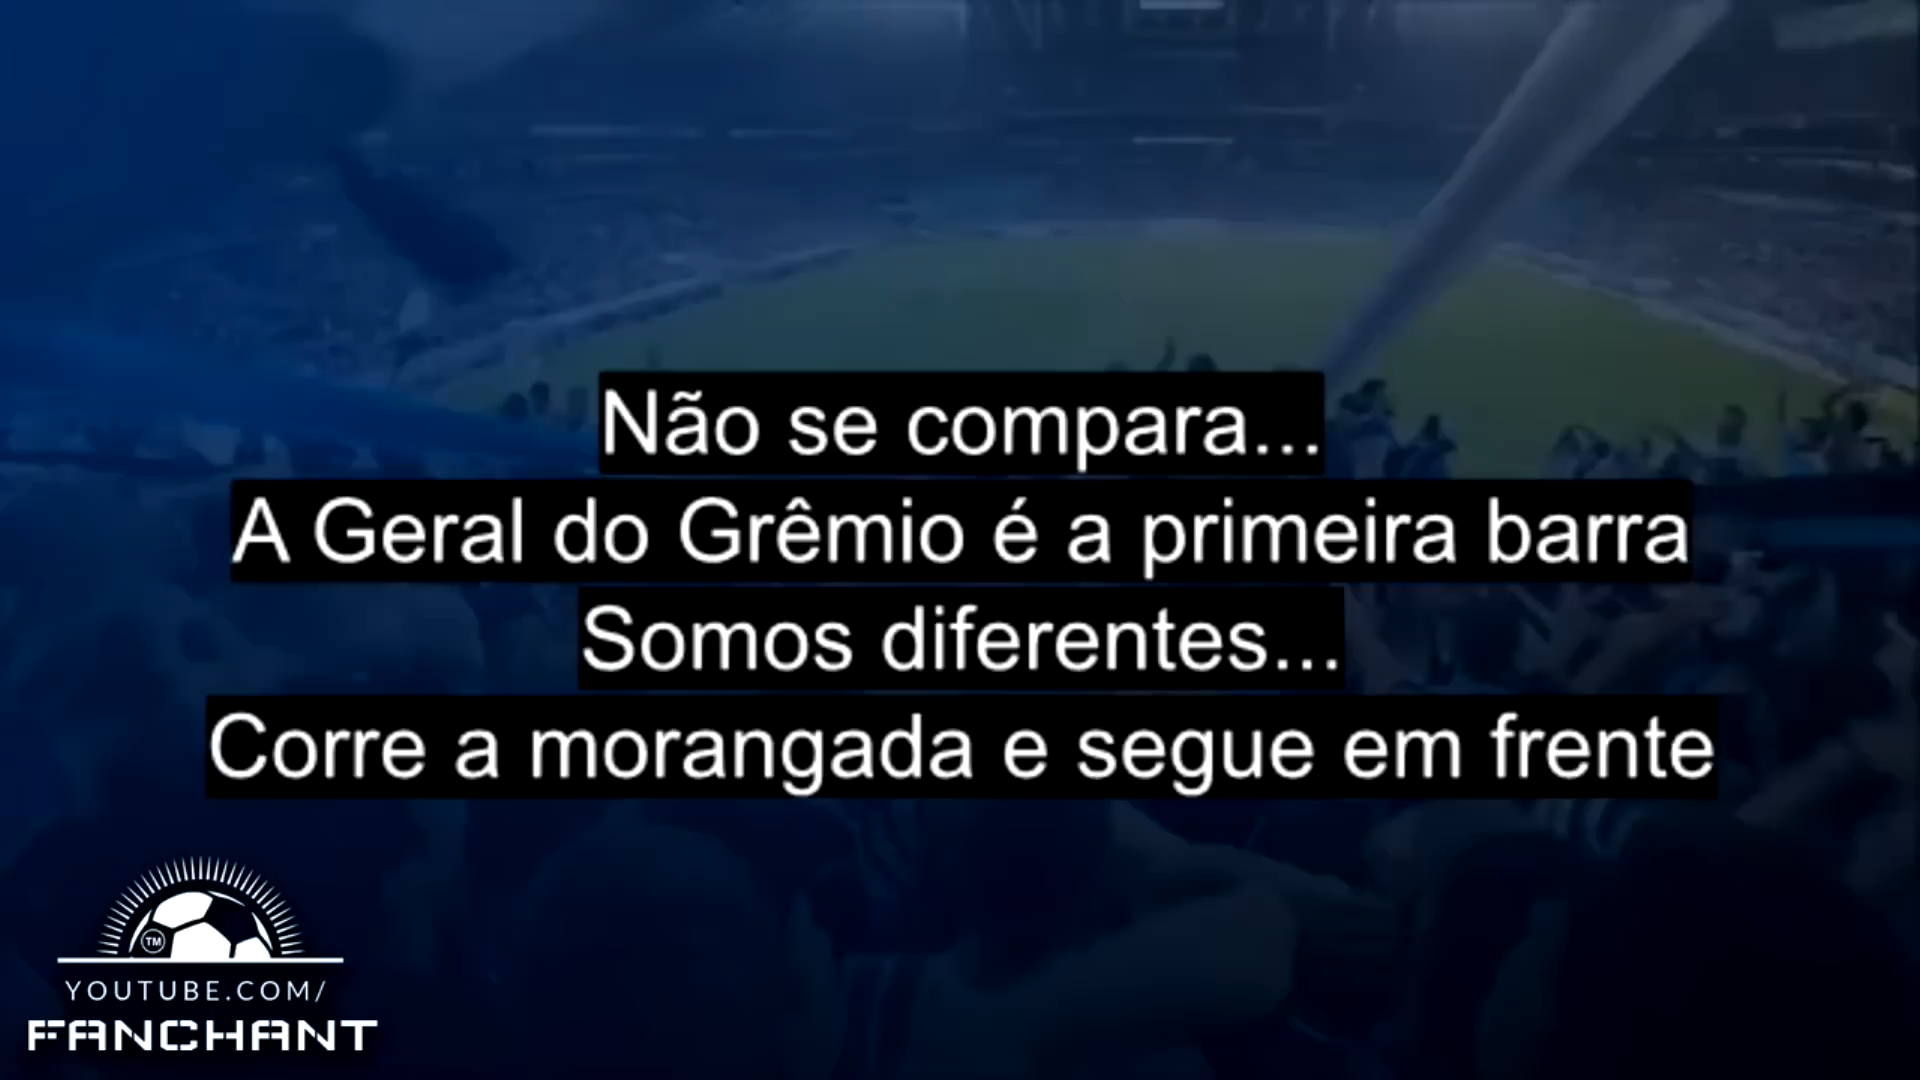 Não se compara...
A Geral do Grêmio é a primeira barra
Somos diferentes...
Corre a morangada e segue em frente
TM
YOUTUBE.COM/
FANCHANT